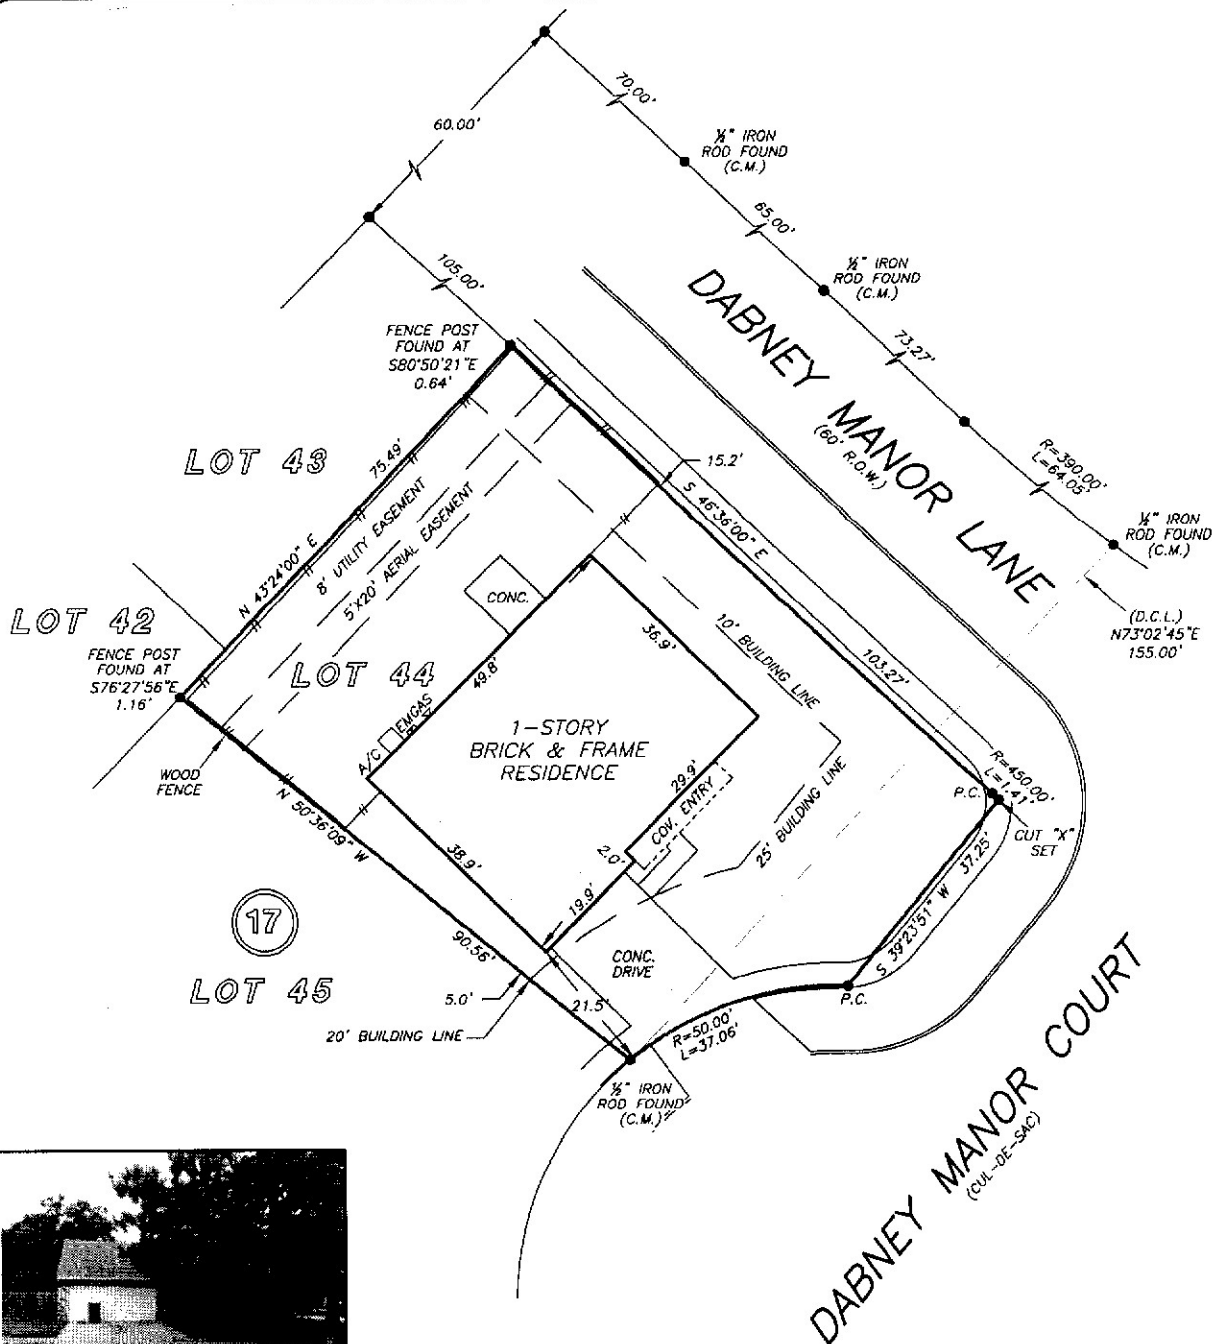 70.00'
60.00'
½" IRON
ROD FOUND
(C.M.)
65.00'
½" IRON
ROD FOUND
(C.M.)
105.00'
73.27'
FENCE POST
FOUND AT
S80°50'21"E
0.64'
DABNEY MANOR LANE
(60' R.O.W.)
R=390.00'
L=64.05'
½" IRON
ROD FOUND
(C.M.)
(D.C.L.)
N73°02'45"E
155.00'
LOT 43
75.49'
N 43°24'00" E
8' UTILITY EASEMENT
5'X20' AERIAL EASEMENT
15.2'
S 46°36'00" E
103.27'
LOT 42
FENCE POST
FOUND AT
S76°27'56"E
1.16'
CONC.
LOT 44
49.8'
36.9'
10' BUILDING LINE
EM
GAS
A/C
1-STORY
BRICK & FRAME
RESIDENCE
WOOD
FENCE
29.9'
COV. ENTRY
25' BUILDING LINE
R=450.00'
L=1.41'
P.C.
CUT "X"
SET
N 50°36'09" W
90.56'
38.9'
2.0'
19.9'
S 39°23'51" W 37.25'
17
LOT 45
CONC.
DRIVE
5.0'
21.5'
P.C.
20' BUILDING LINE
R=50.00'
L=37.06'
½" IRON
ROD FOUND
(C.M.)
DABNEY MANOR COURT
(CUL-DE-SAC)